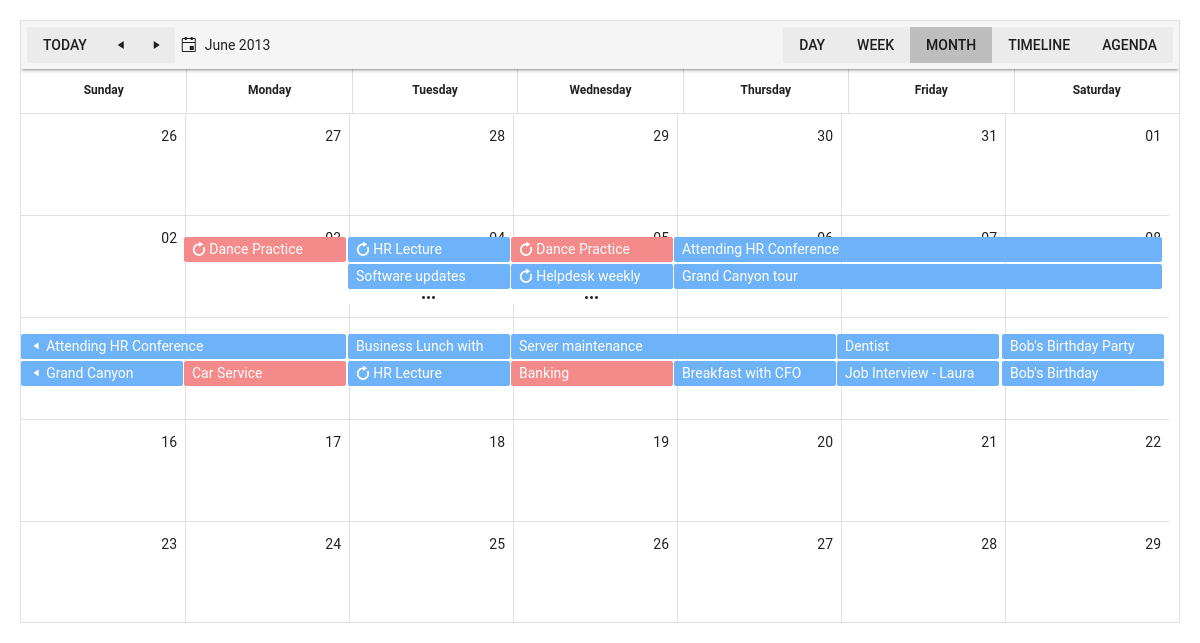 TODAY June 2013 DAY WEEK MONTH TIMELINE AGENDA
Sunday Monday Tuesday Wednesday Thursday Friday Saturday
26 27 28 29 30 31 01
02 03 04 05 06 07 08
Dance Practice HR Lecture Dance Practice Attending HR Conference
Software updates Helpdesk weekly Grand Canyon tour
... ...
Attending HR Conference Business Lunch with Server maintenance Dentist Bob's Birthday Party
Grand Canyon Car Service HR Lecture Banking Breakfast with CFO Job Interview - Laura Bob's Birthday
16 17 18 19 20 21 22
23 24 25 26 27 28 29